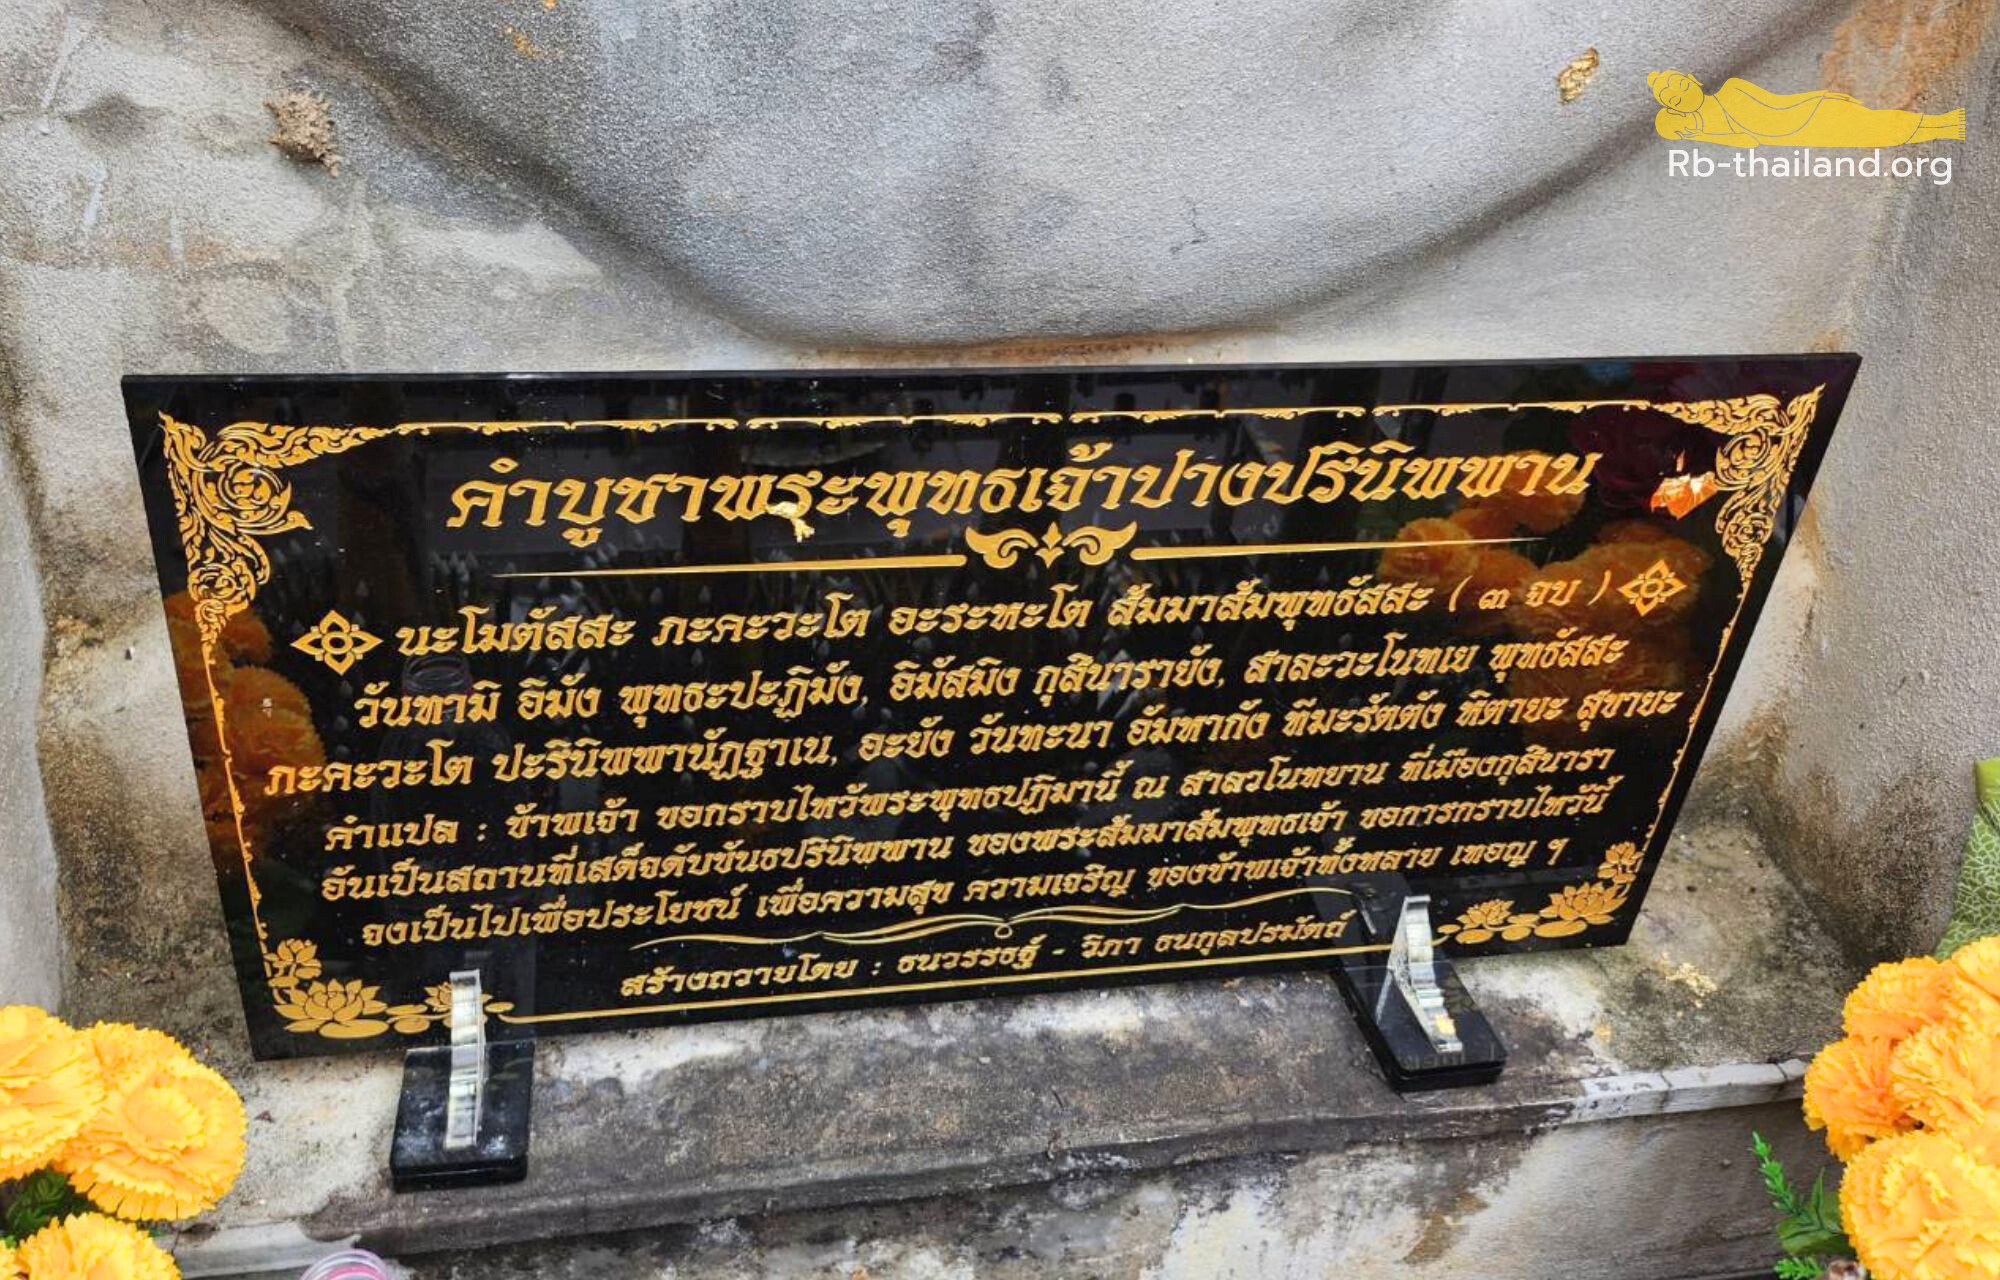 Rb-thailand.org
คำบูชาพระพุทธเจ้าปางปรินิพพาน
นะโมตัสสะ ภะคะวะโต อะระหะโต สัมมาสัมพุทธัสสะ ( ๓ จบ )
วันทามิ อิมัง พุทธะปะฏิมัง, อิมัสมิง กุสินารายัง, สาละวะโนทเย พุทธัสสะ
ภะคะวะโต ปะรินิพพานัฏฐาเน, อะยัง วันทะนา อัมหากัง ทีฆะรัตตัง หิตายะ สุขายะ
คำแปล : ข้าพเจ้า ขอกราบไหว้พระพุทธปฏิมานี้ ณ สาลวโนทยาน ที่เมืองกุสินารา
อันเป็นสถานที่เสด็จดับขันธปรินิพพาน ของพระสัมมาสัมพุทธเจ้า ขอการกราบไหว้นี้
จงเป็นไปเพื่อประโยชน์ เพื่อความสุข ความเจริญ ของข้าพเจ้าทั้งหลาย เทอญ ฯ
สร้างถวายโดย : ธนวรรธฐ์ - วิภา ธนกุลปรมัตถ์